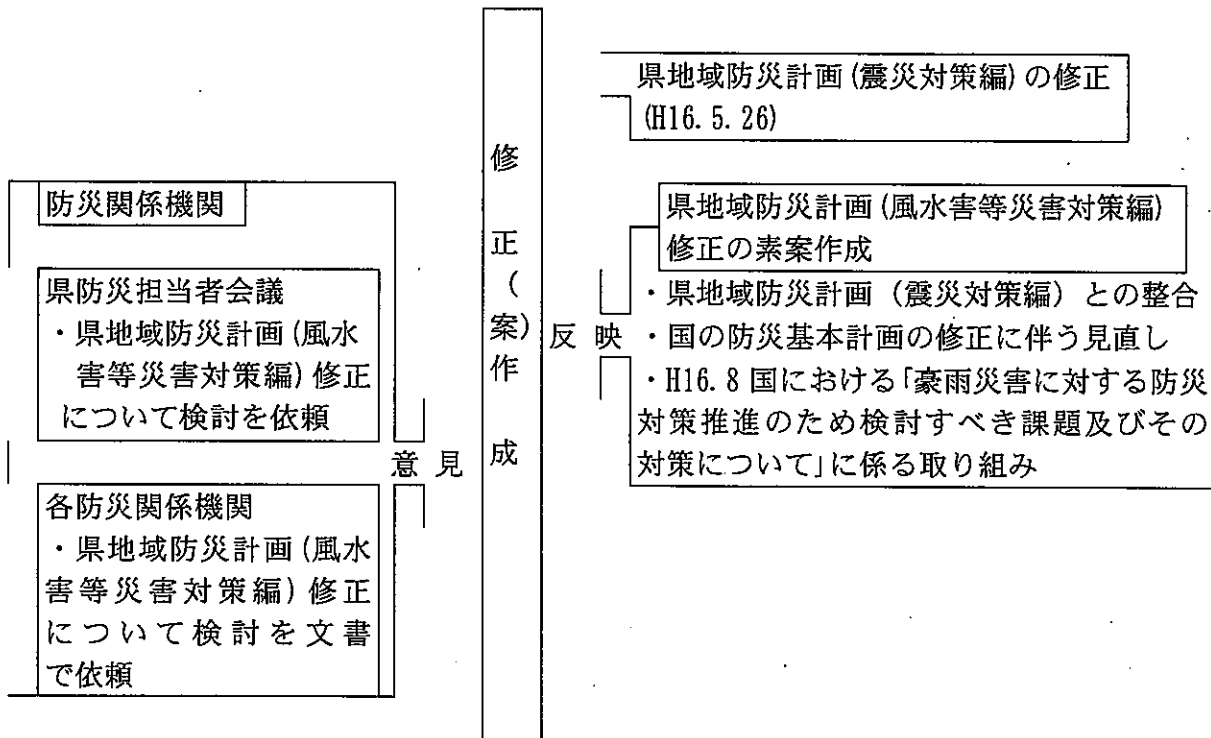 防災関係機関
県防災担当者会議
・県地域防災計画(風水
害等災害対策編)修正
について検討を依頼
各防災関係機関
・県地域防災計画(風水
害等災害対策編)修正
について検討を文書
で依頼
意見
修正(案)作成
反映
県地域防災計画(震災対策編)の修正
(H16.5.26)
県地域防災計画(風水害等災害対策編)
修正の素案作成
・県地域防災計画(震災対策編)との整合
・国の防災基本計画の修正に伴う見直し
・H16.8国における「豪雨災害に対する防災
対策推進のため検討すべき課題及びその
対策について」に係る取り組み